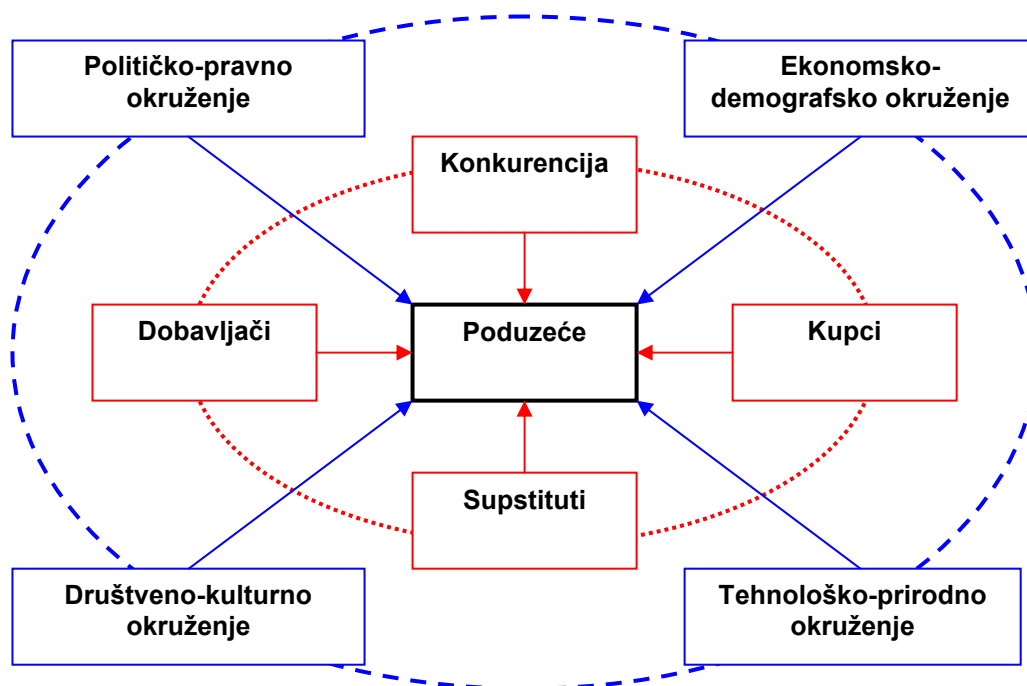 Političko-pravno
okruženje
Ekonomsko-
demografsko okruženje
Konkurencija
Dobavljači
Poduzeće
Kupci
Supstituti
Društveno-kulturno
okruženje
Tehnološko-prirodno
okruženje